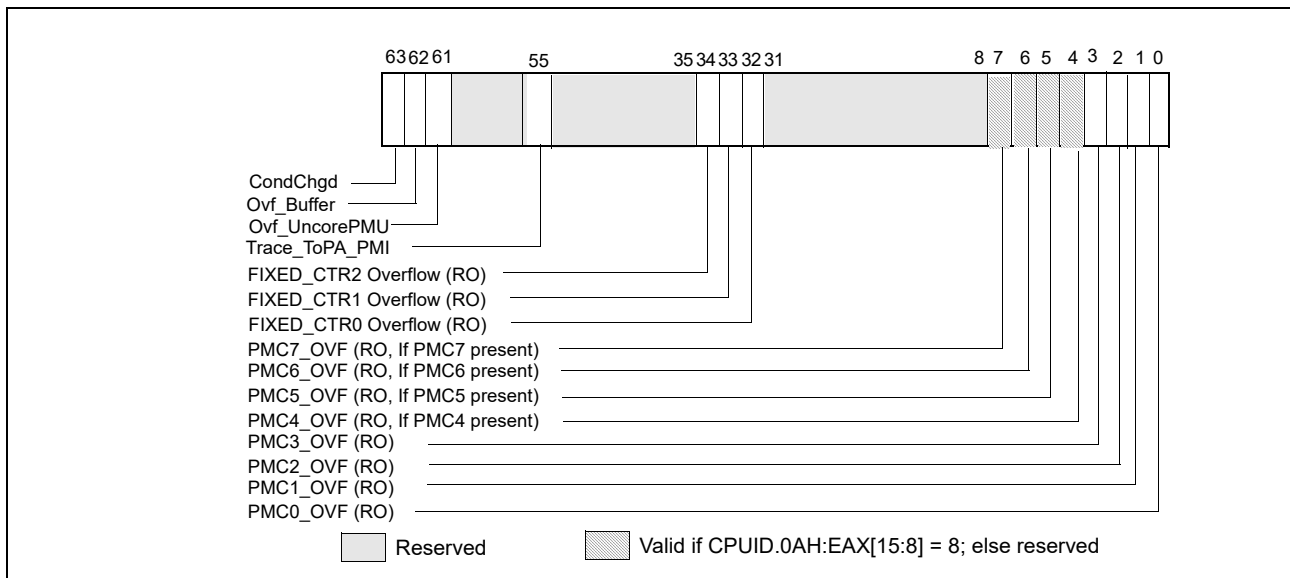 63 62 61 55 35 34 33 32 31 8 7 6 5 4 3 2 1 0
CondChgd
Ovf_Buffer
Ovf_UncorePMU
Trace_ToPA_PMI
FIXED_CTR2 Overflow (RO)
FIXED_CTR1 Overflow (RO)
FIXED_CTR0 Overflow (RO)
PMC7_OVF (RO, If PMC7 present)
PMC6_OVF (RO, If PMC6 present)
PMC5_OVF (RO, If PMC5 present)
PMC4_OVF (RO, If PMC4 present)
PMC3_OVF (RO)
PMC2_OVF (RO)
PMC1_OVF (RO)
PMC0_OVF (RO)
Reserved
Valid if CPUID.0AH:EAX[15:8] = 8; else reserved